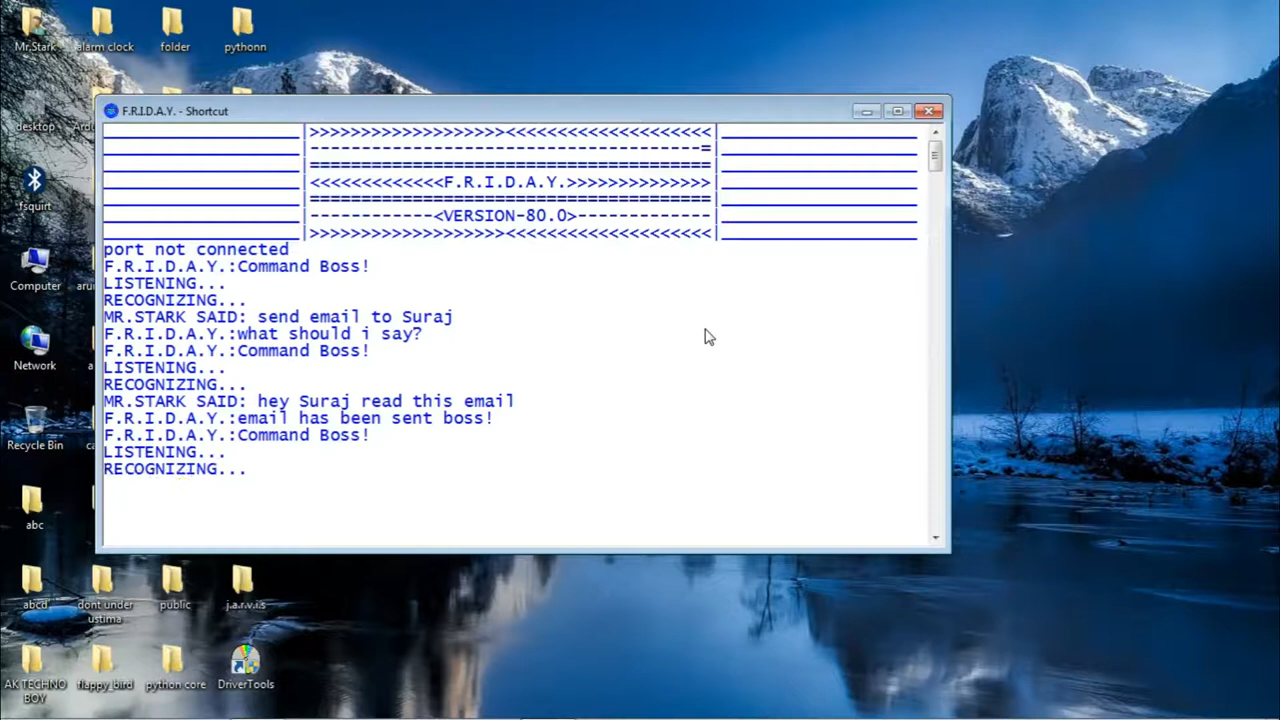 Mr.Stark
alarm clock
folder
pythonn
desktop
F.R.I.D.A.Y. - Shortcut
|>>>>>>>>>>>>>>>>>>><<<<<<<<<<<<<<<<<<<<|
|--------------------------------------=|
|=======================================|
|<<<<<<<<<<<<<F.R.I.D.A.Y.>>>>>>>>>>>>>>|
|=======================================|
|------------<VERSION-80.0>-------------|
|>>>>>>>>>>>>>>>>>>><<<<<<<<<<<<<<<<<<<<|
port not connected
F.R.I.D.A.Y.:Command Boss!
LISTENING...
RECOGNIZING...
MR.STARK SAID: send email to Suraj
F.R.I.D.A.Y.:what should i say?
F.R.I.D.A.Y.:Command Boss!
LISTENING...
RECOGNIZING...
MR.STARK SAID: hey Suraj read this email
F.R.I.D.A.Y.:email has been sent boss!
F.R.I.D.A.Y.:Command Boss!
LISTENING...
RECOGNIZING...
fsquirt
Computer
Network
Recycle Bin
abc
abcd
dont under
ustima
public
j.a.r.v.i.s
AK TECHNO
BOY
flappy_bird
python core
DriverTools